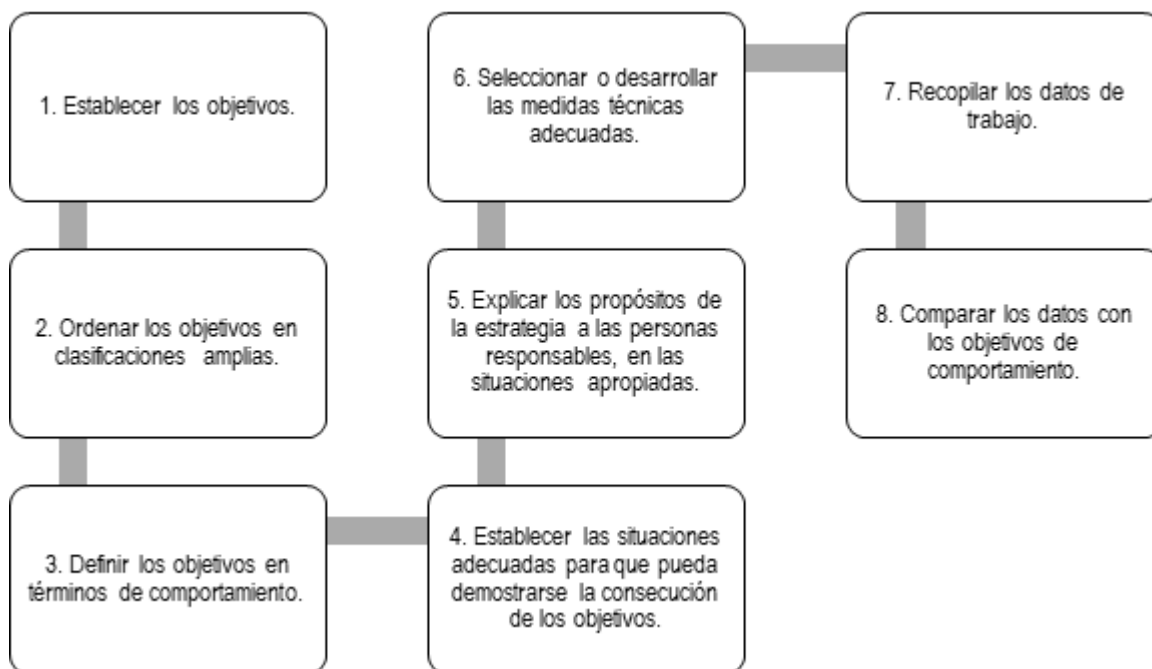 1. Establecer los objetivos.
2. Ordenar los objetivos en
clasificaciones amplias.
3. Definir los objetivos en
términos de comportamiento.
4. Establecer las situaciones
adecuadas para que pueda
demostrarse la consecución
de los objetivos.
5. Explicar los propósitos de
la estrategia a las personas
responsables, en las
situaciones apropiadas.
6. Seleccionar o desarrollar
las medidas técnicas
adecuadas.
7. Recopilar los datos de
trabajo.
8. Comparar los datos con
los objetivos de
comportamiento.